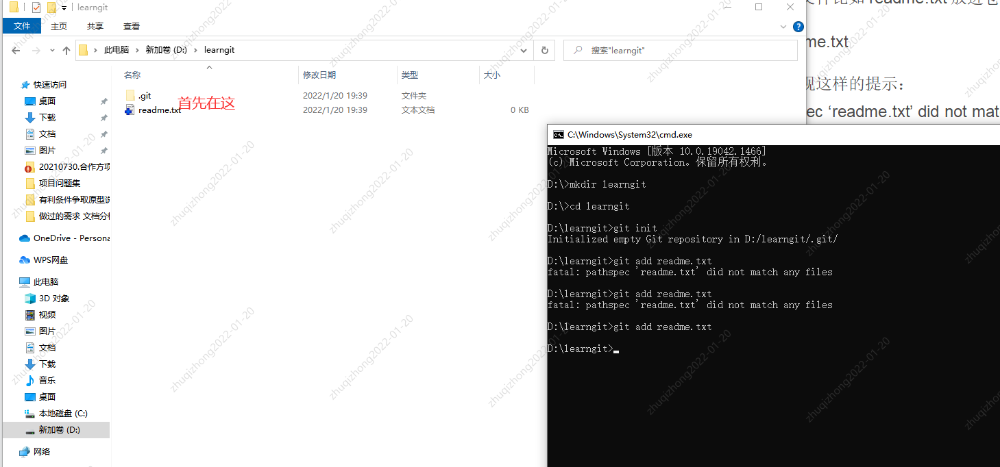 learngit
文件 主页 共享 查看
此电脑 › 新加卷 (D:) › learngit
搜索"learngit"
名称 修改日期 类型 大小
.git 2022/1/20 19:39 文件夹
readme.txt 2022/1/20 19:39 文本文档 0 KB
首先在这
快速访问
桌面
下载
文档
图片
20210730.合作方项
项目问题集
有利条件争取原型说
做过的需求 文档分析
OneDrive - Persona
WPS网盘
此电脑
3D 对象
视频
图片
文档
下载
音乐
桌面
本地磁盘 (C:)
新加卷 (D:)
网络
readme.txt
me.txt
现这样的提示：
ec ‘readme.txt’ did not mat
C:\Windows\System32\cmd.exe
Microsoft Windows [版本 10.0.19042.1466]
(c) Microsoft Corporation。保留所有权利。
D:\>mkdir learngit
D:\>cd learngit
D:\learngit>git init
Initialized empty Git repository in D:/learngit/.git/
D:\learngit>git add readme.txt
fatal: pathspec 'readme.txt' did not match any files
D:\learngit>git add readme.txt
fatal: pathspec 'readme.txt' did not match any files
D:\learngit>git add readme.txt
D:\learngit>
zhuqizhong2022-01-20